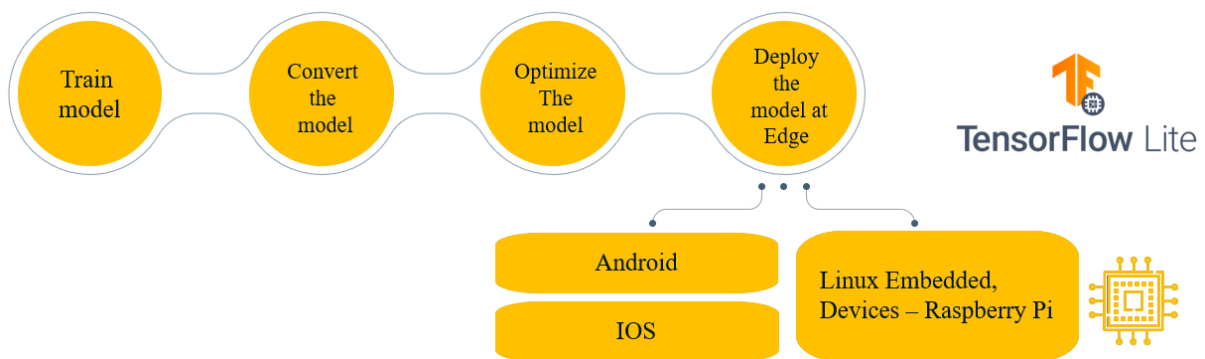 Train
model
Convert
the
model
Optimize
The
model
Deploy
the
model at
Edge
TensorFlow Lite
Android
IOS
Linux Embedded,
Devices – Raspberry Pi